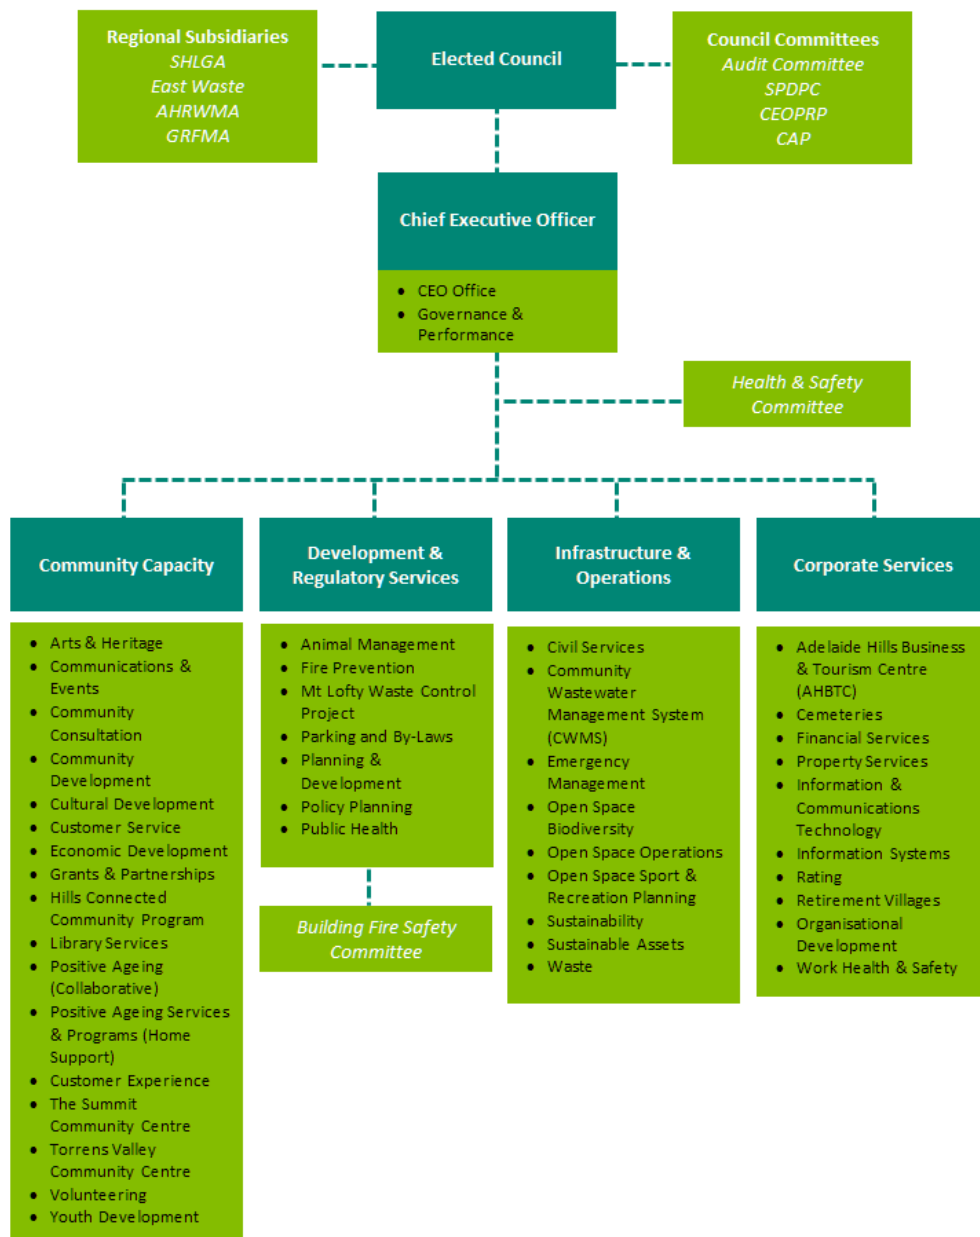 Regional Subsidiaries
SHLGA
East Waste
AHRWMA
GRFMA
Elected Council
Council Committees
Audit Committee
SPDPC
CEOPRP
CAP
Chief Executive Officer
• CEO Office
• Governance &
Performance
Health & Safety
Committee
Community Capacity
• Arts & Heritage
• Communications &
Events
• Community
Consultation
• Community
Development
• Cultural Development
• Customer Service
• Economic Development
• Grants & Partnerships
• Hills Connected
Community Program
• Library Services
• Positive Ageing
(Collaborative)
• Positive Ageing Services
& Programs (Home
Support)
• Customer Experience
• The Summit
Community Centre
• Torrens Valley
Community Centre
• Volunteering
• Youth Development
Development &
Regulatory Services
• Animal Management
• Fire Prevention
• Mt Lofty Waste Control
Project
• Parking and By-Laws
• Planning &
Development
• Policy Planning
• Public Health
Building Fire Safety
Committee
Infrastructure &
Operations
• Civil Services
• Community
Wastewater
Management System
(CWMS)
• Emergency
Management
• Open Space
Biodiversity
• Open Space Operations
• Open Space Sport &
Recreation Planning
• Sustainability
• Sustainable Assets
• Waste
Corporate Services
• Adelaide Hills Business
& Tourism Centre
(AHBTC)
• Cemeteries
• Financial Services
• Property Services
• Information &
Communications
Technology
• Information Systems
• Rating
• Retirement Villages
• Organisational
Development
• Work Health & Safety